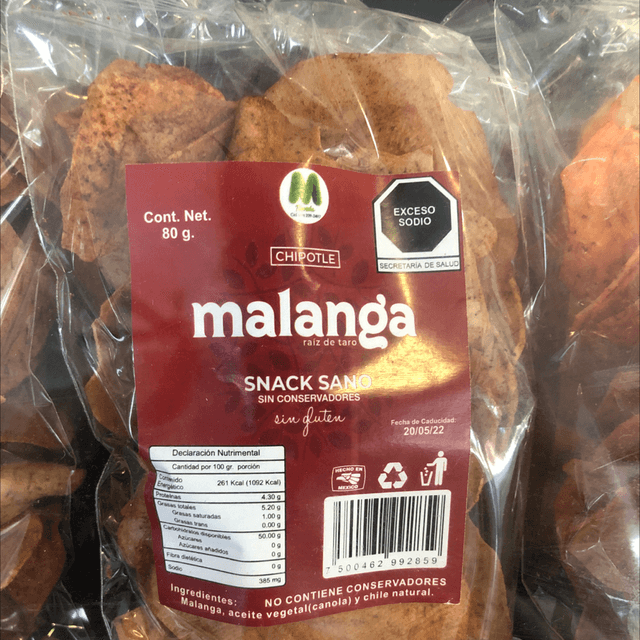 Cont. Net.
80 g.
CHIPOTLE
EXCESO
SODIO
SECRETARÍA DE SALUD
malanga
raíz de taro
SNACK SANO
SIN CONSERVADORES
sin gluten
Fecha de Caducidad:
20/05/22
Declaración Nutrimental
Cantidad por 100 gr. porción
Contenido
Energético 261 Kcal (1092 Kcal)
Proteínas 4.30 g
Grasas totales 5.20 g
Grasas saturadas 1.00 g
Grasas trans 0.00 g
Carbohidratos disponibles 50.00 g
Azúcares 0 g
Azúcares añadidos 0 g
Fibra dietética 0 g
Sodio 385 mg
HECHO EN
MÉXICO
7 500462 992859
Ingredientes:
Malanga, aceite vegetal(canola) y chile natural.
NO CONTIENE CONSERVADORES